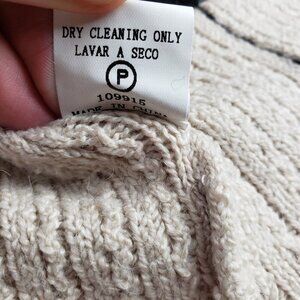 DRY CLEANING ONLY
LAVAR A SECO
P
109915
MADE IN CHINA